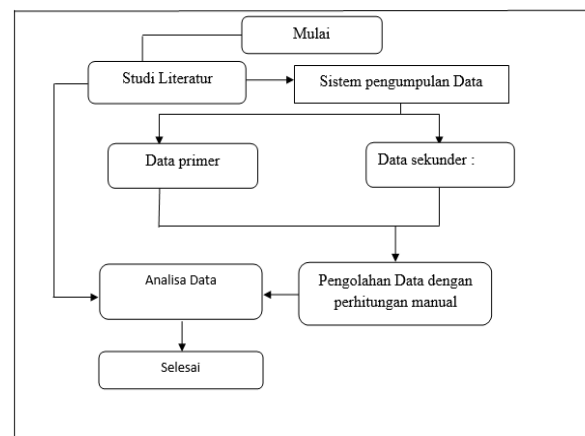 Mulai
Studi Literatur
Sistem pengumpulan Data
Data primer
Data sekunder :
Analisa Data
Pengolahan Data dengan
perhitungan manual
Selesai